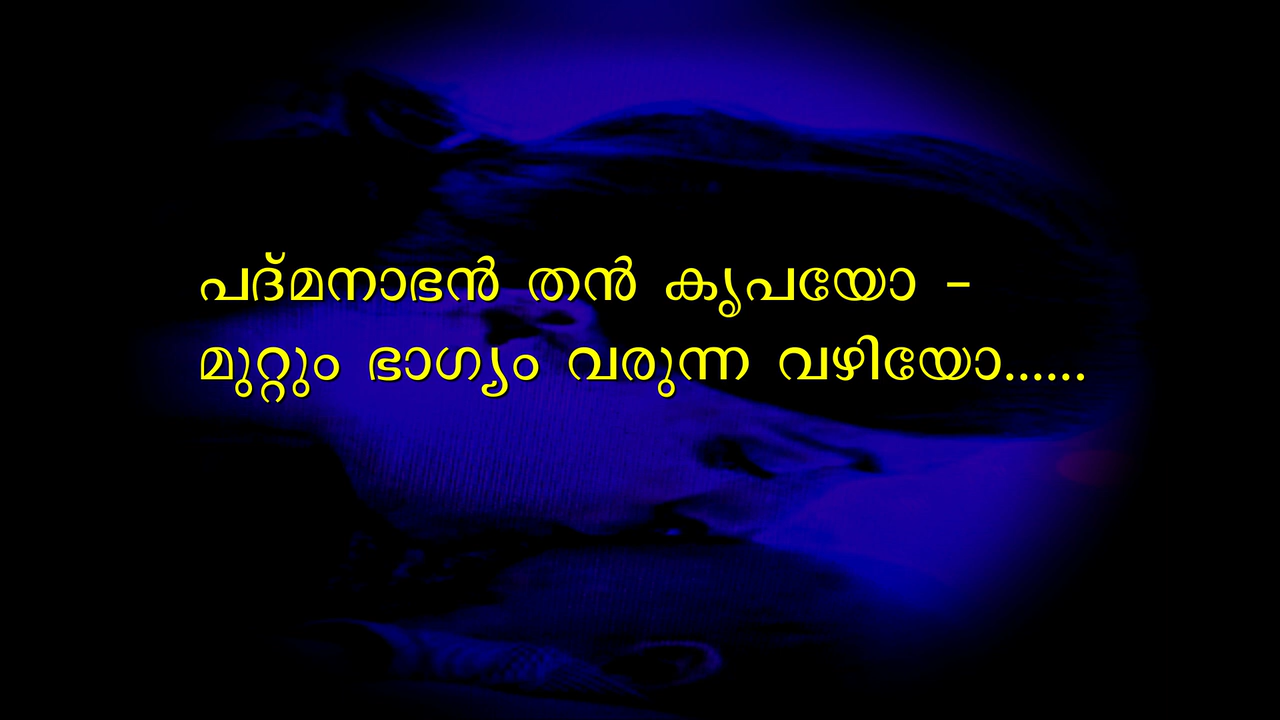 പദ്മനാഭൻ തൻ കൃപയോ -
മുറ്റും ഭാഗ്യം വരുന്ന വഴിയോ......